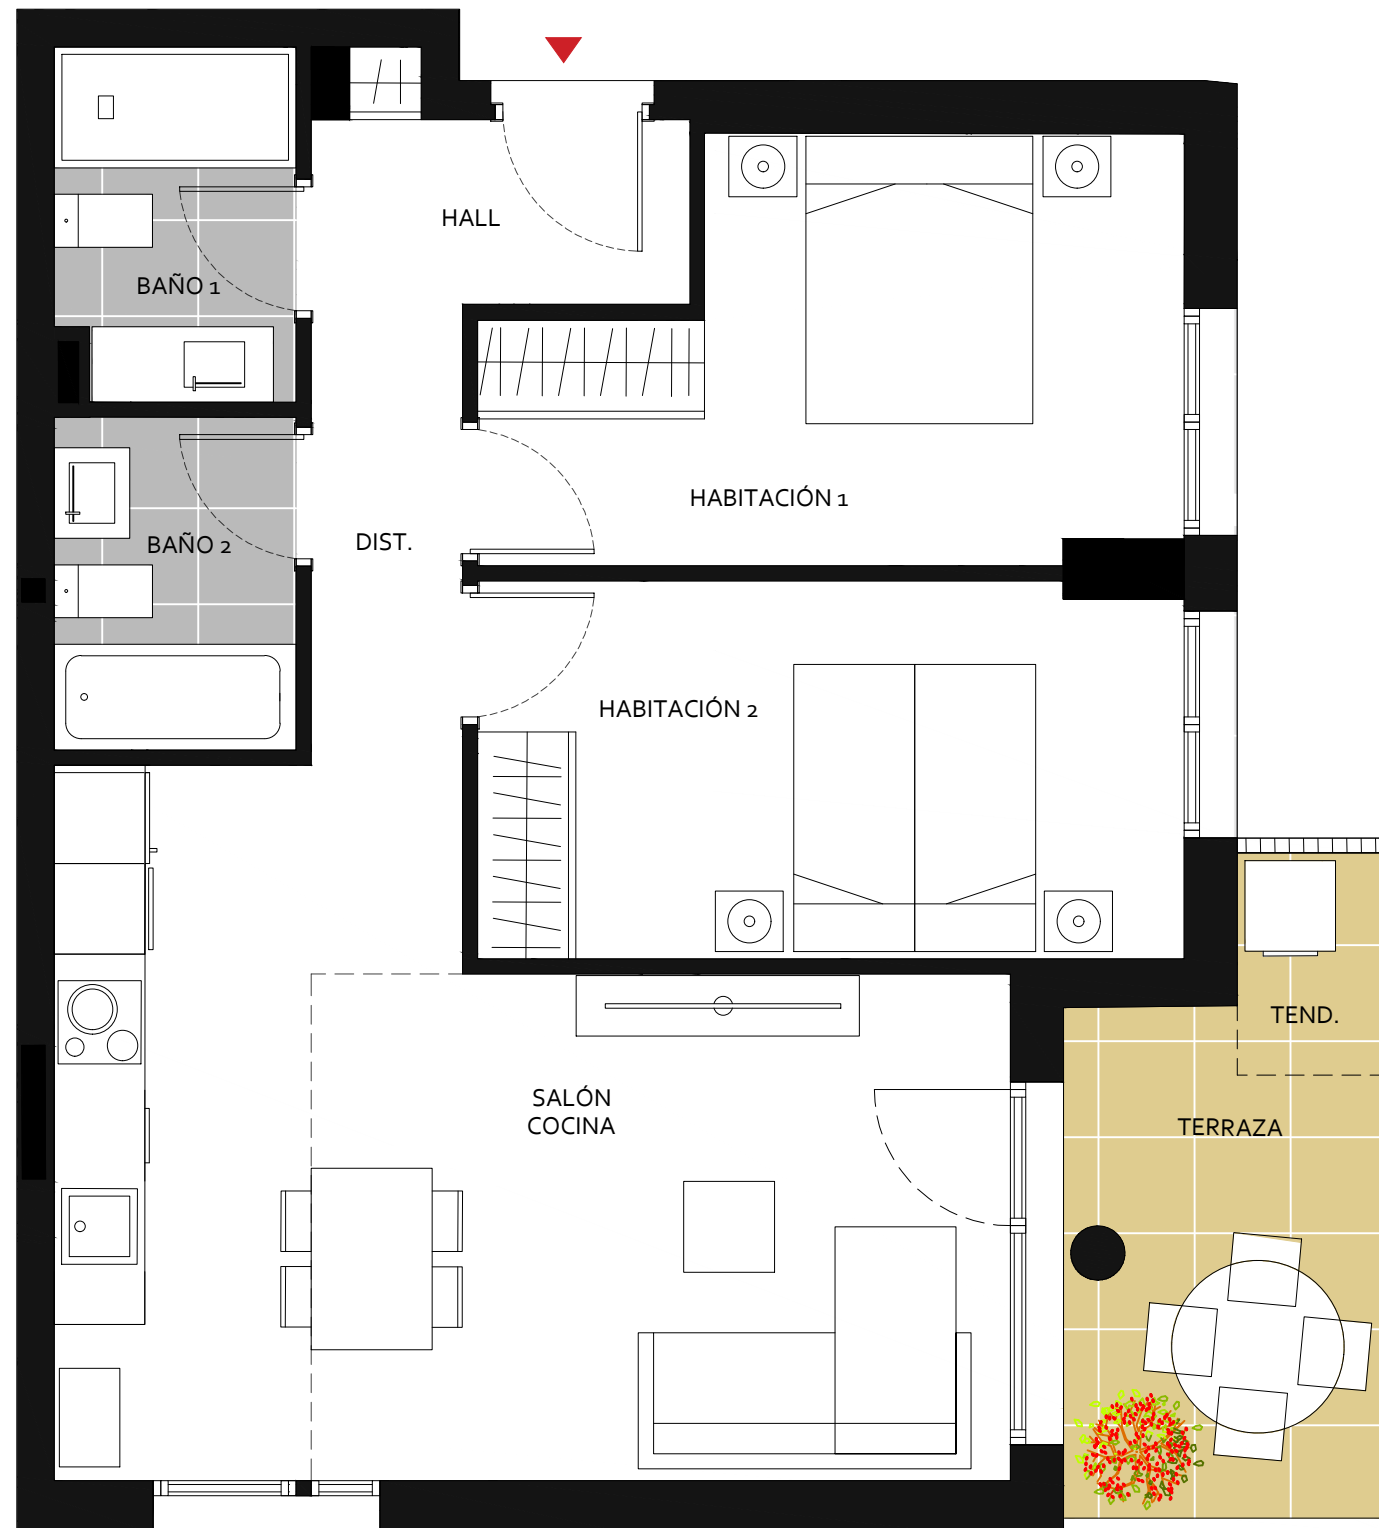 HALL
BAÑO 1
HABITACIÓN 1
BAÑO 2
DIST.
HABITACIÓN 2
TEND.
SALÓN
COCINA
TERRAZA